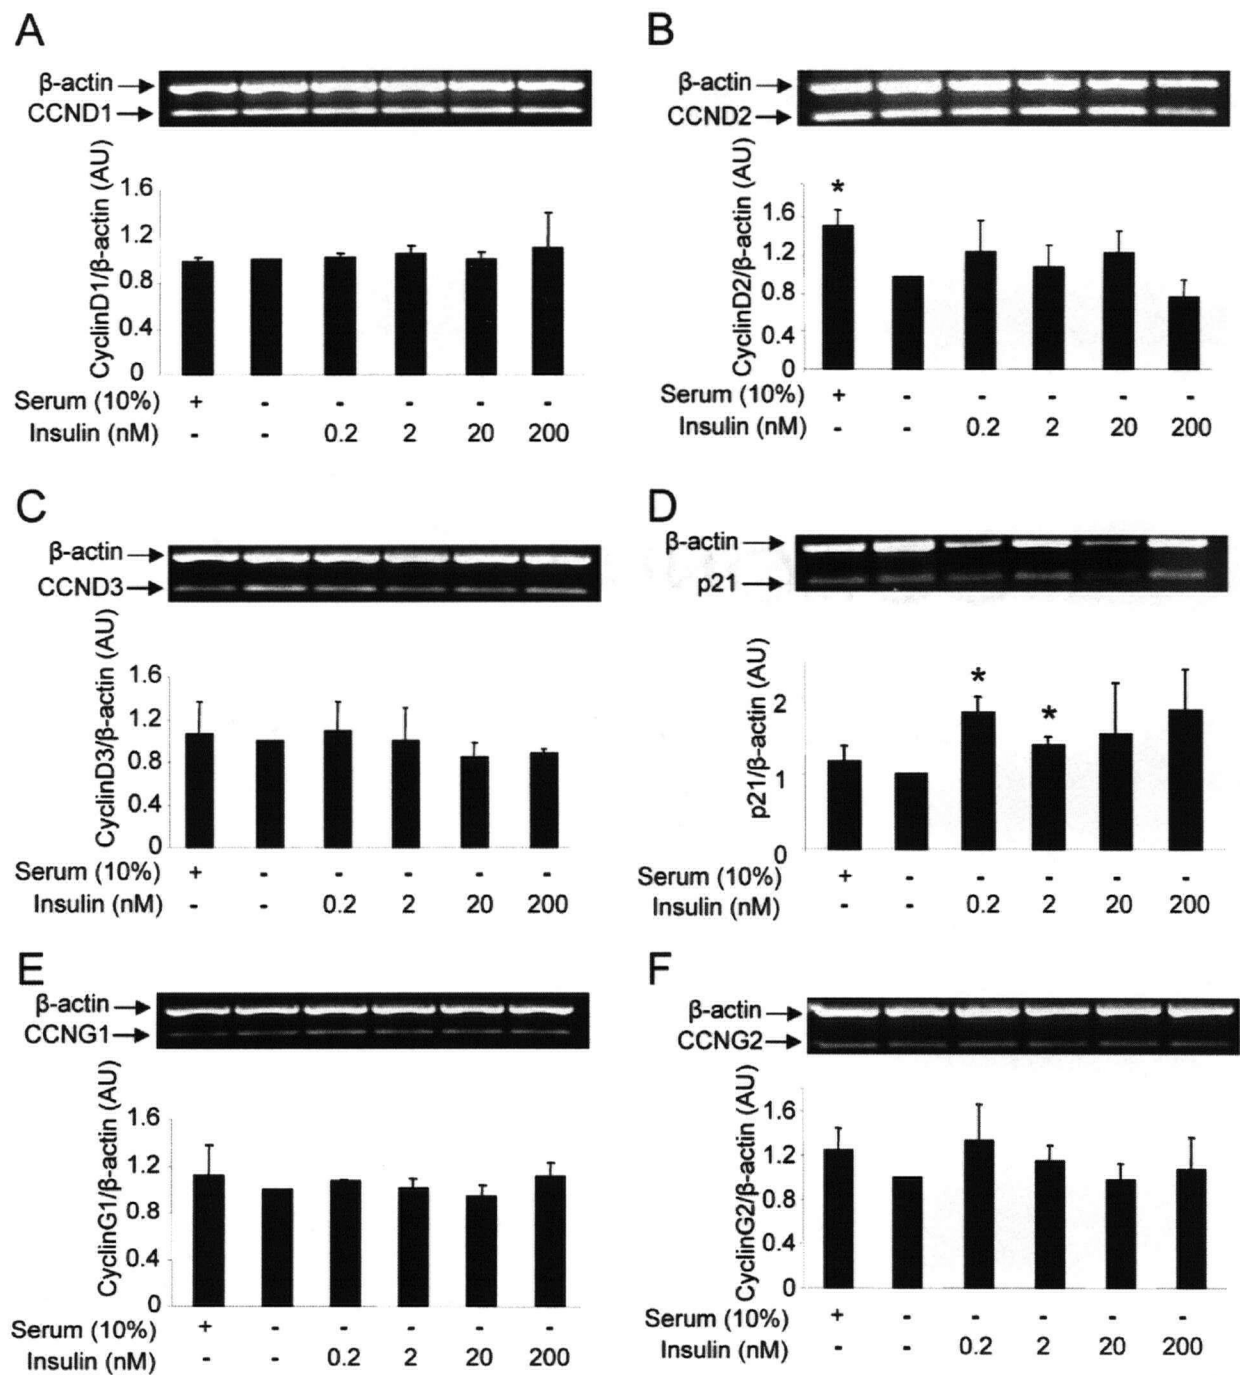 A
β-actin
CCND1
CyclinD1/β-actin (AU)
1.6
1.2
0.8
0.4
0
Serum (10%) + - - - - -
Insulin (nM) - - 0.2 2 20 200
B
β-actin
CCND2
CyclinD2/β-actin (AU)
1.6
1.2
0.8
0.4
0
*
Serum (10%) + - - - - -
Insulin (nM) - - 0.2 2 20 200
C
β-actin
CCND3
CyclinD3/β-actin (AU)
1.6
1.2
0.8
0.4
0
Serum (10%) + - - - - -
Insulin (nM) - - 0.2 2 20 200
D
β-actin
p21
p21/β-actin (AU)
2
1
0
* *
Serum (10%) + - - - - -
Insulin (nM) - - 0.2 2 20 200
E
β-actin
CCNG1
CyclinG1/β-actin (AU)
1.6
1.2
0.8
0.4
0
Serum (10%) + - - - - -
Insulin (nM) - - 0.2 2 20 200
F
β-actin
CCNG2
CyclinG2/β-actin (AU)
1.6
1.2
0.8
0.4
0
Serum (10%) + - - - - -
Insulin (nM) - - 0.2 2 20 200